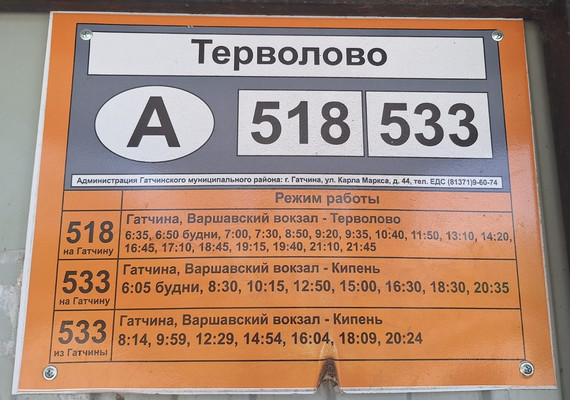 Терволово
А 518 533
Администрация Гатчинского муниципального района: г. Гатчина, ул. Карла Маркса, д. 44, тел. ЕДС (81371)9-60-74
Режим работы
518 на Гатчину
Гатчина, Варшавский вокзал - Терволово
6:35, 6:50 будни, 7:00, 7:30, 8:50, 9:20, 9:35, 10:40, 11:50, 13:10, 14:20,
16:45, 17:10, 18:45, 19:15, 19:40, 21:10, 21:45
533 на Гатчину
Гатчина, Варшавский вокзал - Кипень
6:05 будни, 8:30, 10:15, 12:50, 15:00, 16:30, 18:30, 20:35
533 из Гатчины
Гатчина, Варшавский вокзал - Кипень
8:14, 9:59, 12:29, 14:54, 16:04, 18:09, 20:24